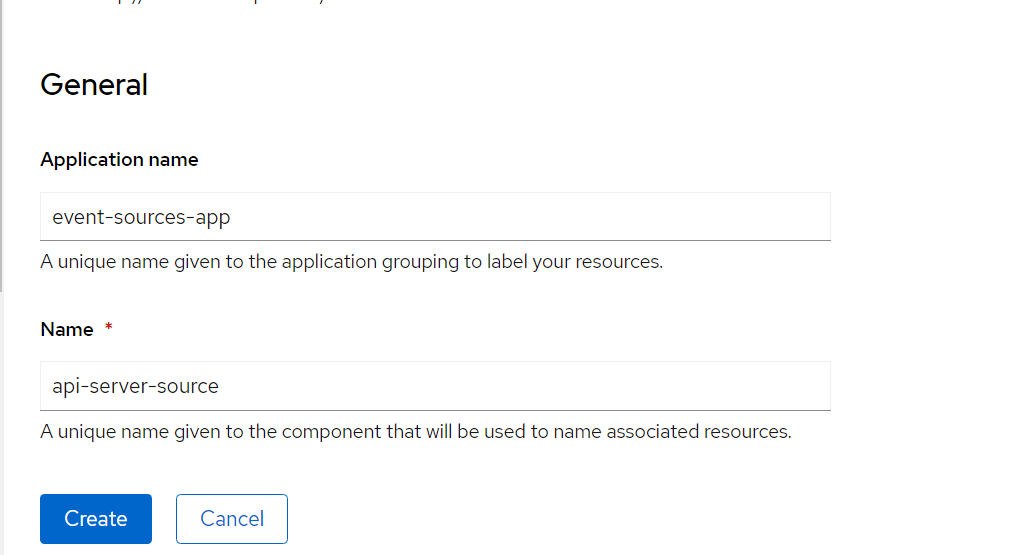 General
Application name
event-sources-app
A unique name given to the application grouping to label your resources.
Name *
api-server-source
A unique name given to the component that will be used to name associated resources.
Create Cancel